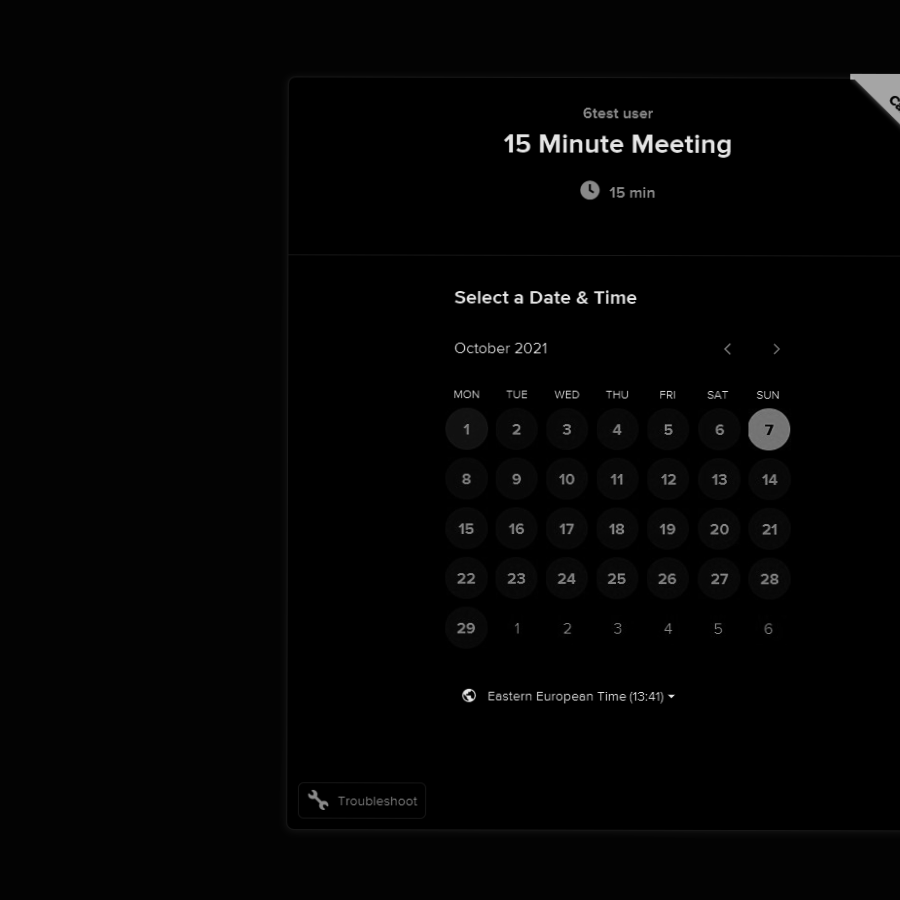 6test user
15 Minute Meeting
15 min
Select a Date & Time
October 2021
MON TUE WED THU FRI SAT SUN
1 2 3 4 5 6 7
8 9 10 11 12 13 14
15 16 17 18 19 20 21
22 23 24 25 26 27 28
29 1 2 3 4 5 6
Eastern European Time (13:41)
Troubleshoot